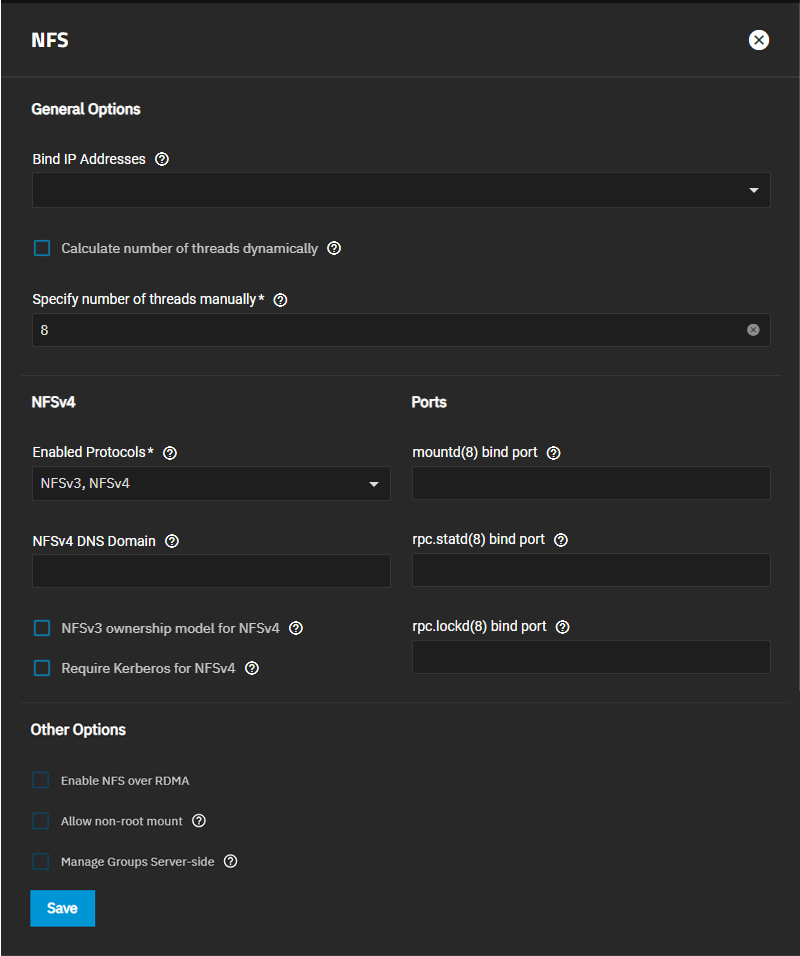 NFS
General Options
Bind IP Addresses
Calculate number of threads dynamically
Specify number of threads manually*
8
NFSv4
Enabled Protocols*
NFSv3, NFSv4
NFSv4 DNS Domain
NFSv3 ownership model for NFSv4
Require Kerberos for NFSv4
Ports
mountd(8) bind port
rpc.statd(8) bind port
rpc.lockd(8) bind port
Other Options
Enable NFS over RDMA
Allow non-root mount
Manage Groups Server-side
Save